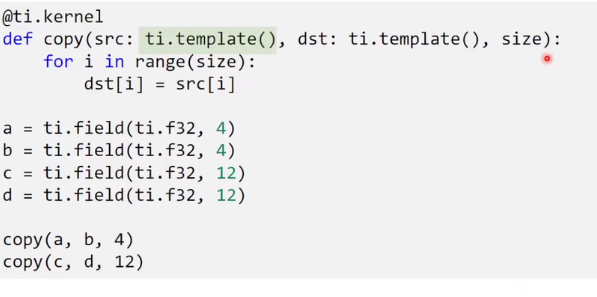 @ti.kernel
def copy(src: ti.template(), dst: ti.template(), size):
    for i in range(size):
        dst[i] = src[i]
a = ti.field(ti.f32, 4)
b = ti.field(ti.f32, 4)
c = ti.field(ti.f32, 12)
d = ti.field(ti.f32, 12)
copy(a, b, 4)
copy(c, d, 12)